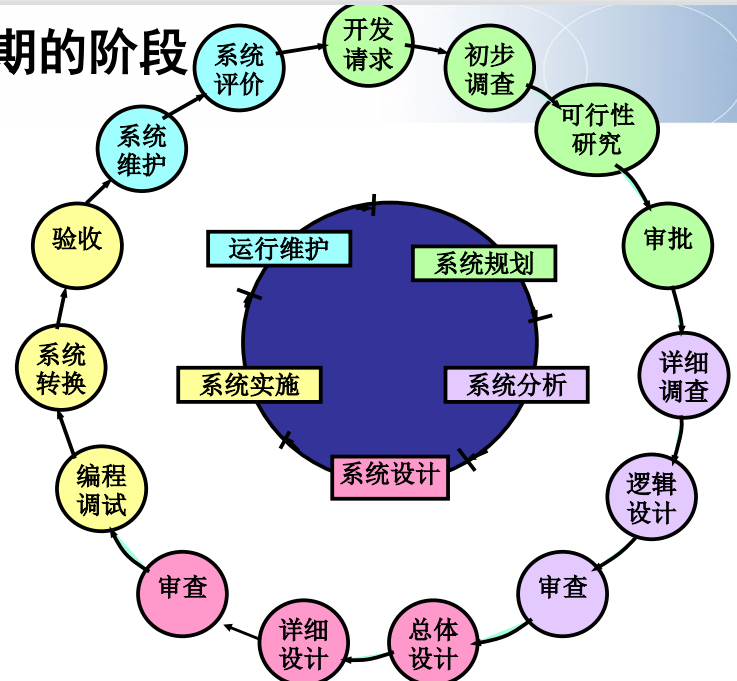 期的阶段
开发
请求
初步
调查
可行性
研究
审批
详细
调查
逻辑
设计
审查
总体
设计
详细
设计
审查
编程
调试
系统
转换
验收
系统
维护
系统
评价
运行维护
系统规划
系统实施
系统分析
系统设计